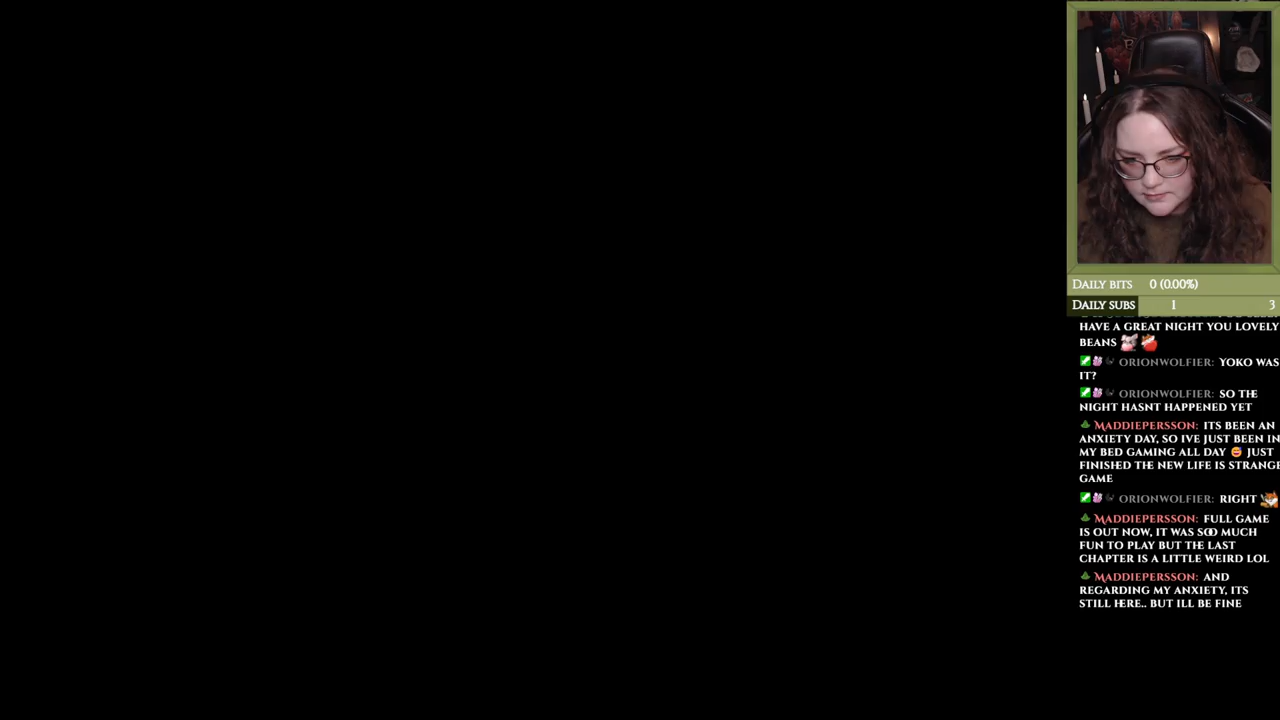 DAILY BITS 0 (0.00%)
DAILY SUBS 1 3
HAVE A GREAT NIGHT YOU LOVELY
BEANS
ORIONWOLFIER: YOKO WAS
IT?
ORIONWOLFIER: SO THE
NIGHT HASNT HAPPENED YET
MADDIEPERSSON: ITS BEEN AN
ANXIETY DAY, SO IVE JUST BEEN IN
MY BED GAMING ALL DAY 😅 JUST
FINISHED THE NEW LIFE IS STRANGE
GAME
ORIONWOLFIER: RIGHT
MADDIEPERSSON: FULL GAME
IS OUT NOW, IT WAS SOO MUCH
FUN TO PLAY BUT THE LAST
CHAPTER IS A LITTLE WEIRD LOL
MADDIEPERSSON: AND
REGARDING MY ANXIETY, ITS
STILL HERE.. BUT ILL BE FINE